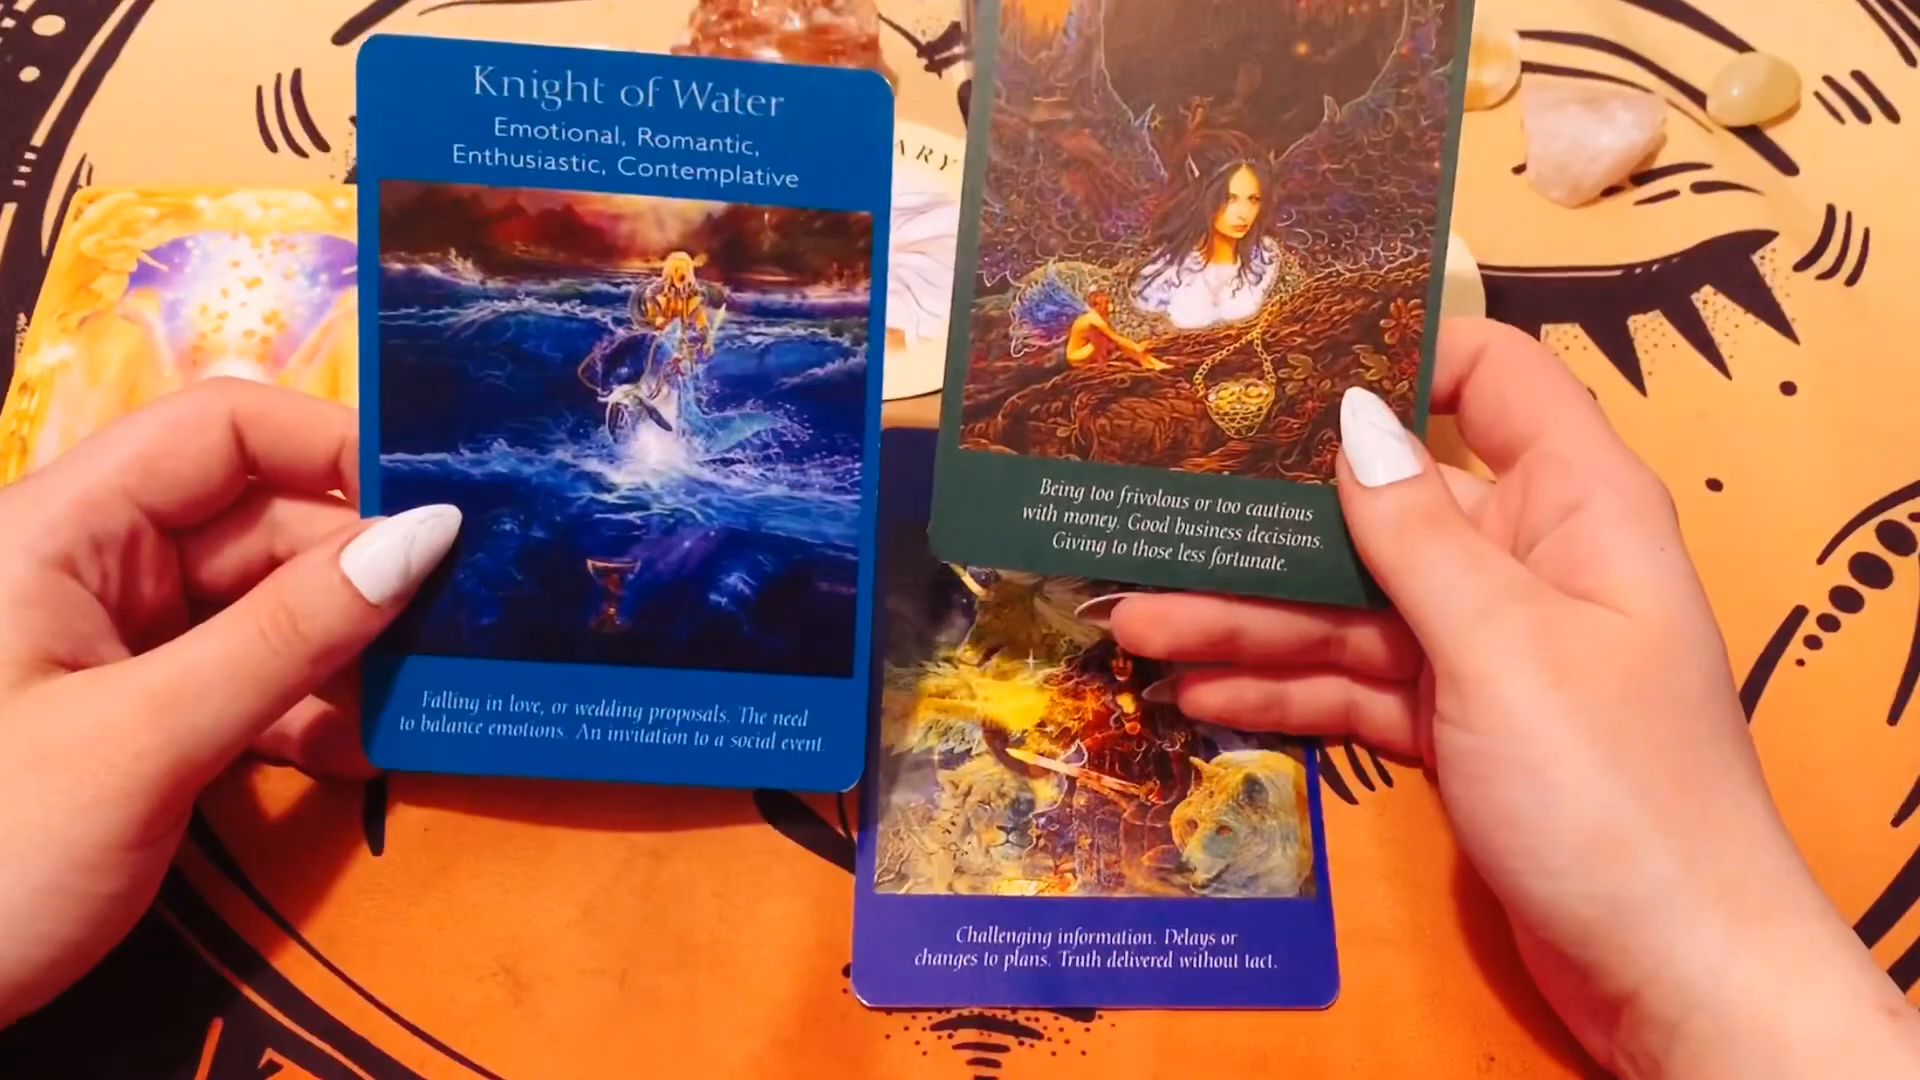 Knight of Water
Emotional, Romantic,
Enthusiastic, Contemplative
Falling in love, or wedding proposals. The need
to balance emotions. An invitation to a social event.
ARY
Being too frivolous or too cautious
with money. Good business decisions.
Giving to those less fortunate.
Challenging information. Delays or
changes to plans. Truth delivered without tact.